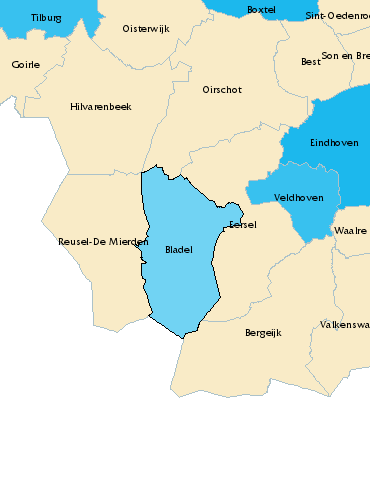 Boxtel
Tilburg
Sint-Oedenro
Oisterwijk
Son en Bre
Best
Goirle
Oirschot
Hilvarenbeek
Eindhoven
Veldhoven
Eersel
Waalre
Reusel-De Mierden
Bladel
Valkenswa
Bergeijk